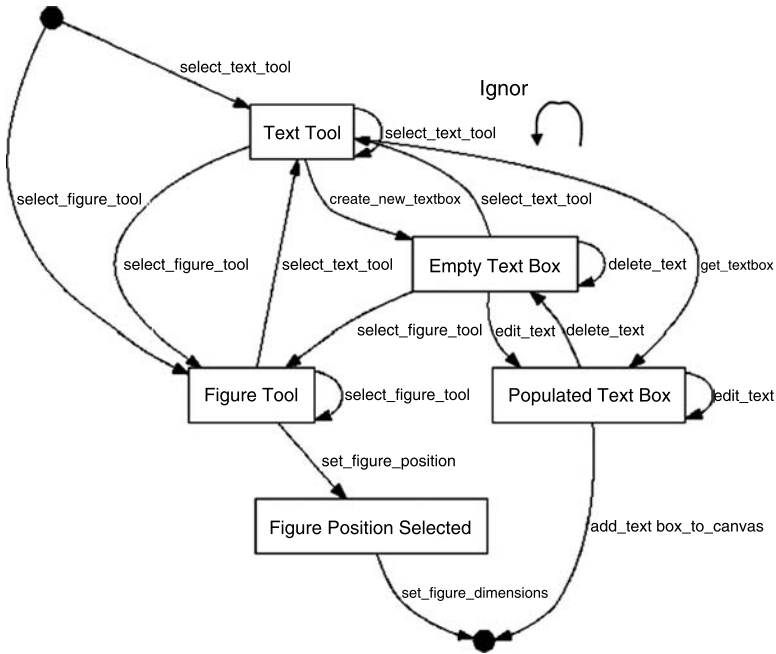 select_text_tool
Ignor
Text Tool
select_text_tool
select_figure_tool
create_new_textbox
select_text_tool
select_figure_tool
select_text_tool
Empty Text Box
delete_text
get_textbox
select_figure_tool
edit_text
delete_text
Figure Tool
select_figure_tool
Populated Text Box
edit_text
set_figure_position
Figure Position Selected
add_text box_to_canvas
set_figure_dimensions